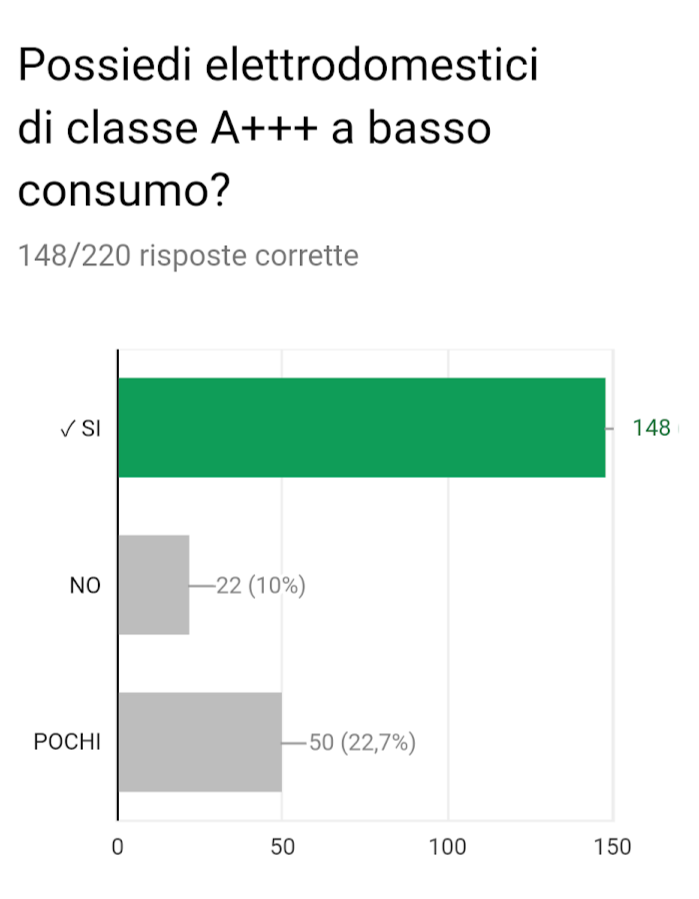 Possiedi elettrodomestici
di classe A+++ a basso
consumo?
148/220 risposte corrette
✓ SI
148
NO
22 (10%)
POCHI
50 (22,7%)
0 50 100 150